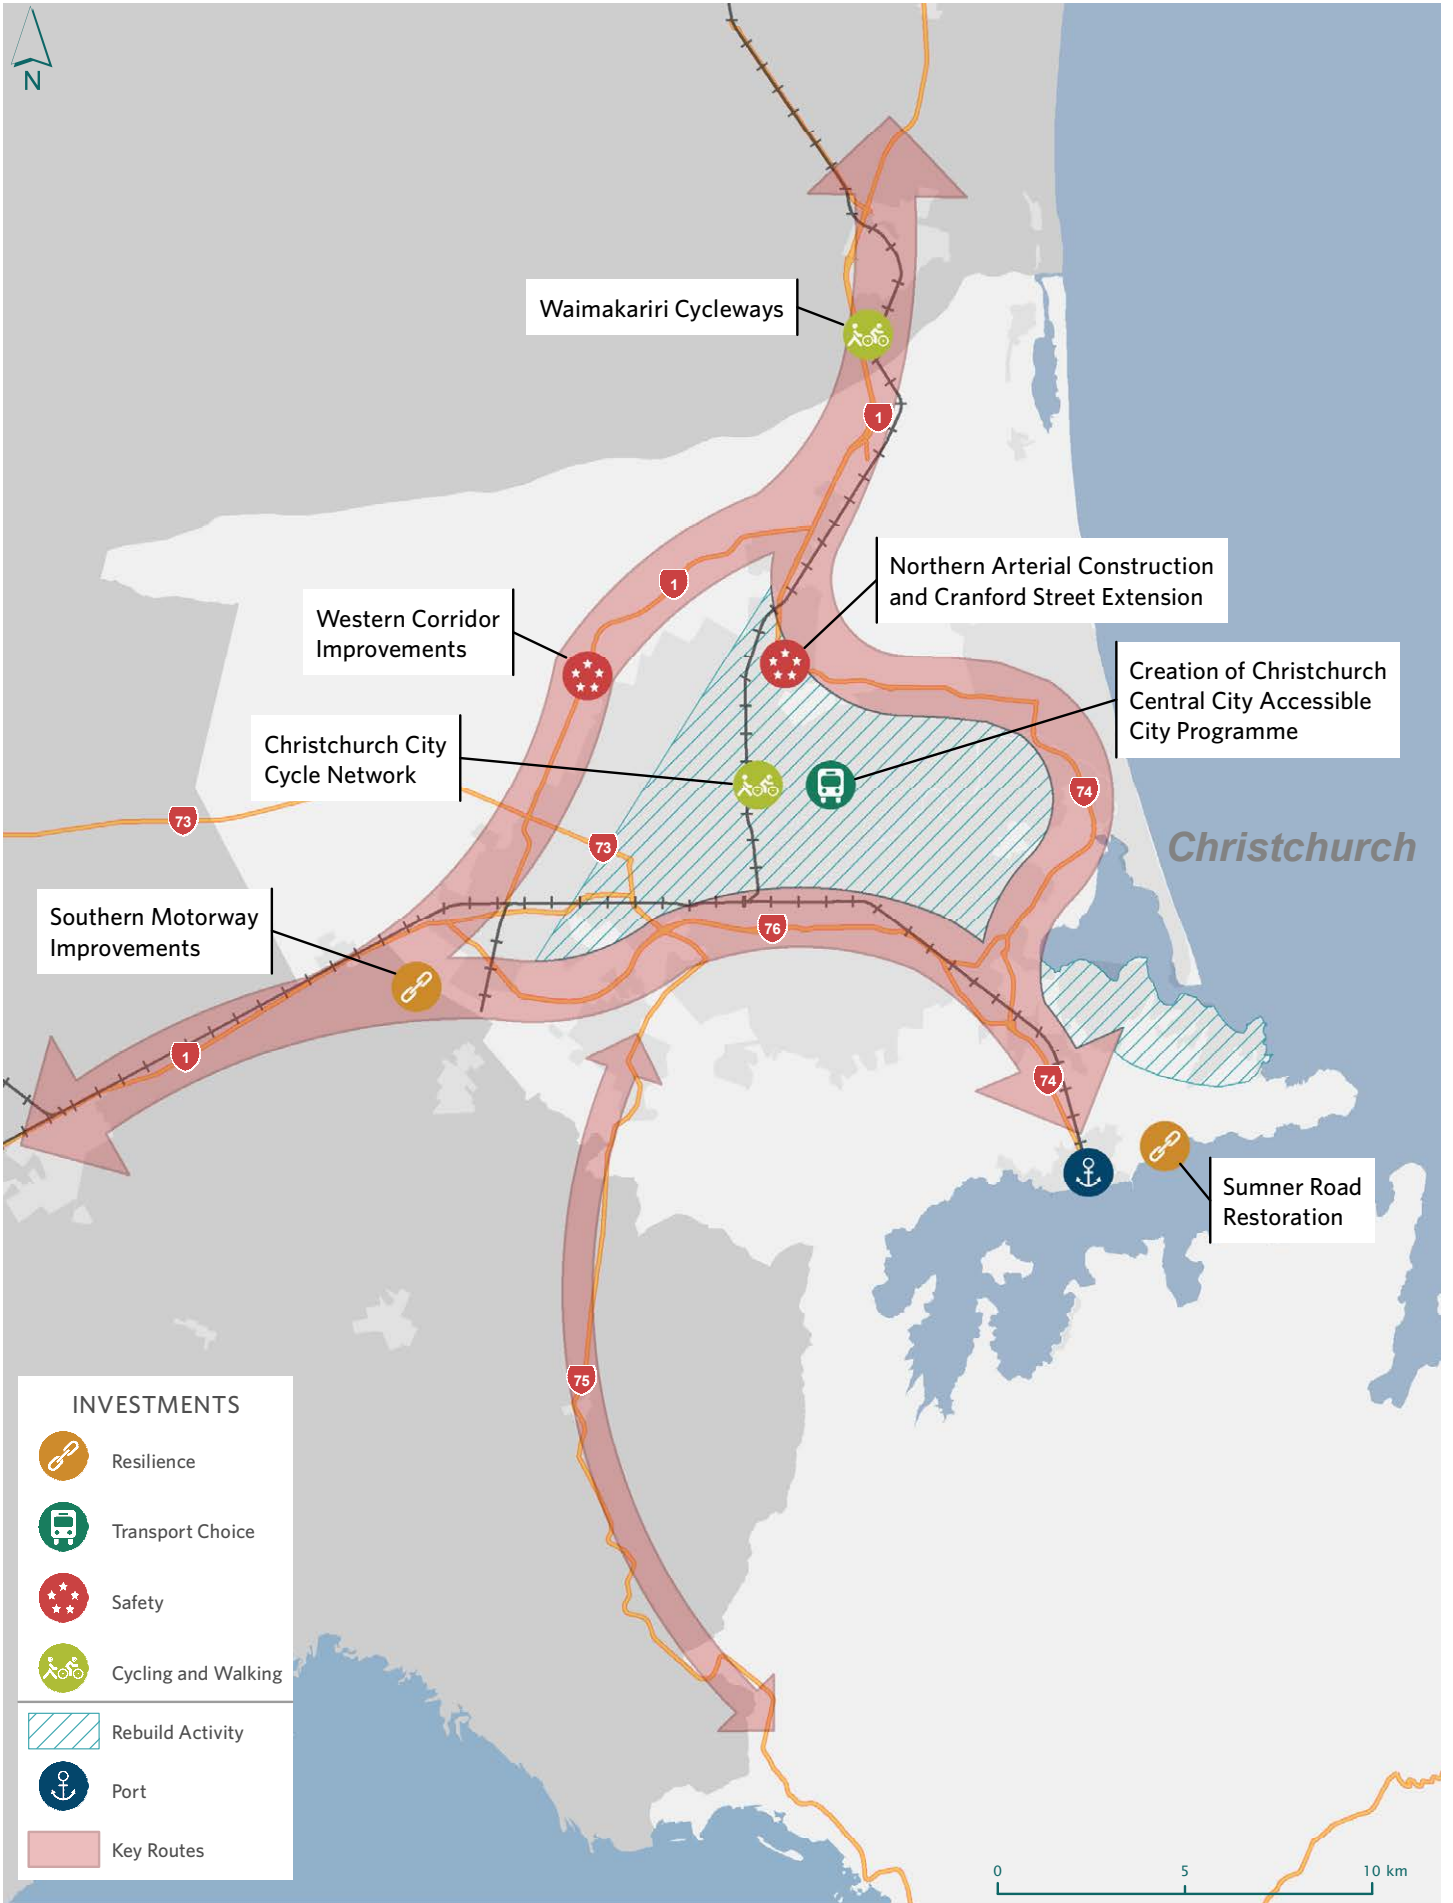 N
Waimakariri Cycleways
1
Northern Arterial Construction
and Cranford Street Extension
1
Western Corridor
Improvements
Creation of Christchurch
Central City Accessible
City Programme
Christchurch City
Cycle Network
74
73
73
Christchurch
Southern Motorway
Improvements
76
1
74
Sumner Road
Restoration
75
INVESTMENTS
Resilience
Transport Choice
Safety
Cycling and Walking
Rebuild Activity
Port
Key Routes
0 5 10 km